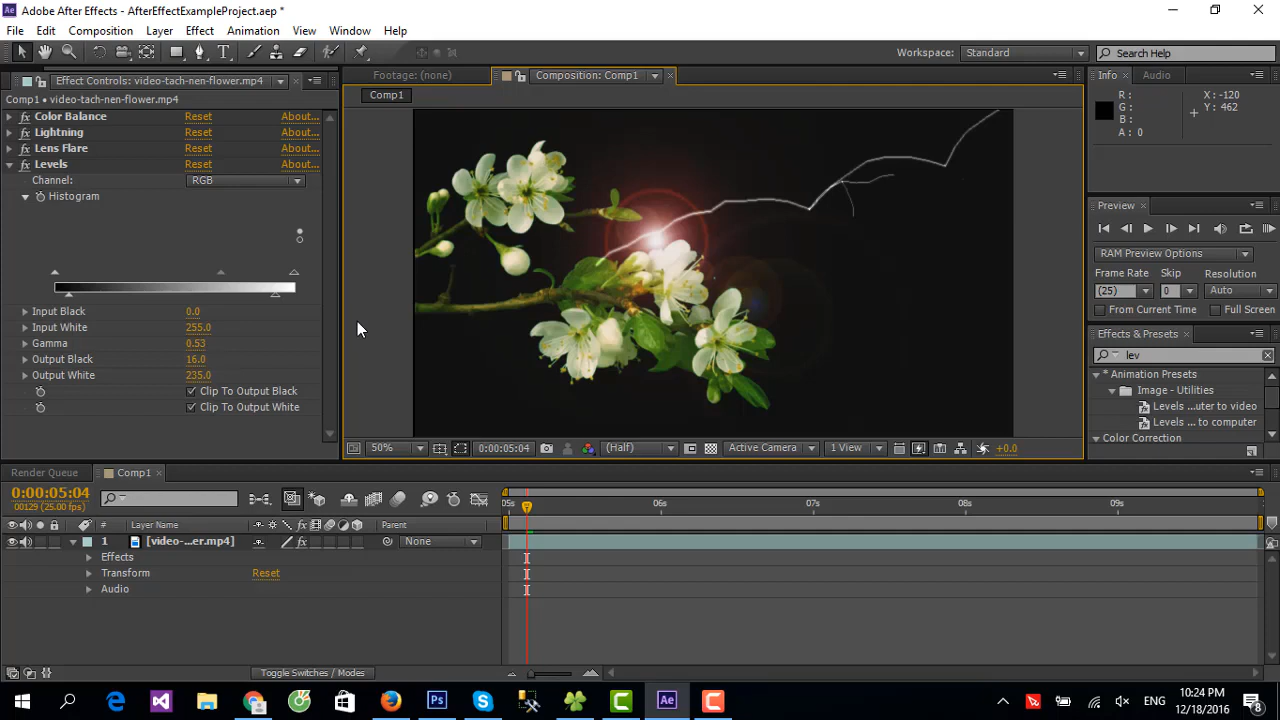 Adobe After Effects - AfterEffectExampleProject.aep *
File Edit Composition Layer Effect Animation View Window Help
Workspace: Standard Search Help
Effect Controls: video-tach-nen-flower.mp4 Footage: (none) Composition: Comp1 Info Audio
Comp1 • video-tach-nen-flower.mp4 Comp1
Color Balance Reset About...
Lightning Reset About...
Lens Flare Reset About...
Levels Reset About...
Channel: RGB
Histogram
Input Black 0.0
Input White 255.0
Gamma 0.53
Output Black 16.0
Output White 235.0
Clip To Output Black
Clip To Output White
R: X: -120
G: Y: 462
B:
A: 0
Preview
RAM Preview Options
Frame Rate Skip Resolution
(25) 0 Auto
From Current Time Full Screen
Effects & Presets
lev
* Animation Presets
Image - Utilities
Levels ...uter to video
Levels ... to computer
Color Correction
50% 0:00:05:04 (Half) Active Camera 1 View +0.0
Render Queue Comp1
0:00:05:04
00129 (25.00 fps)
05s 06s 07s 08s 09s
# Layer Name Parent
1 [video-...er.mp4] None
Effects
Transform Reset
Audio
Toggle Switches / Modes
ENG
10:24 PM
12/18/2016
8